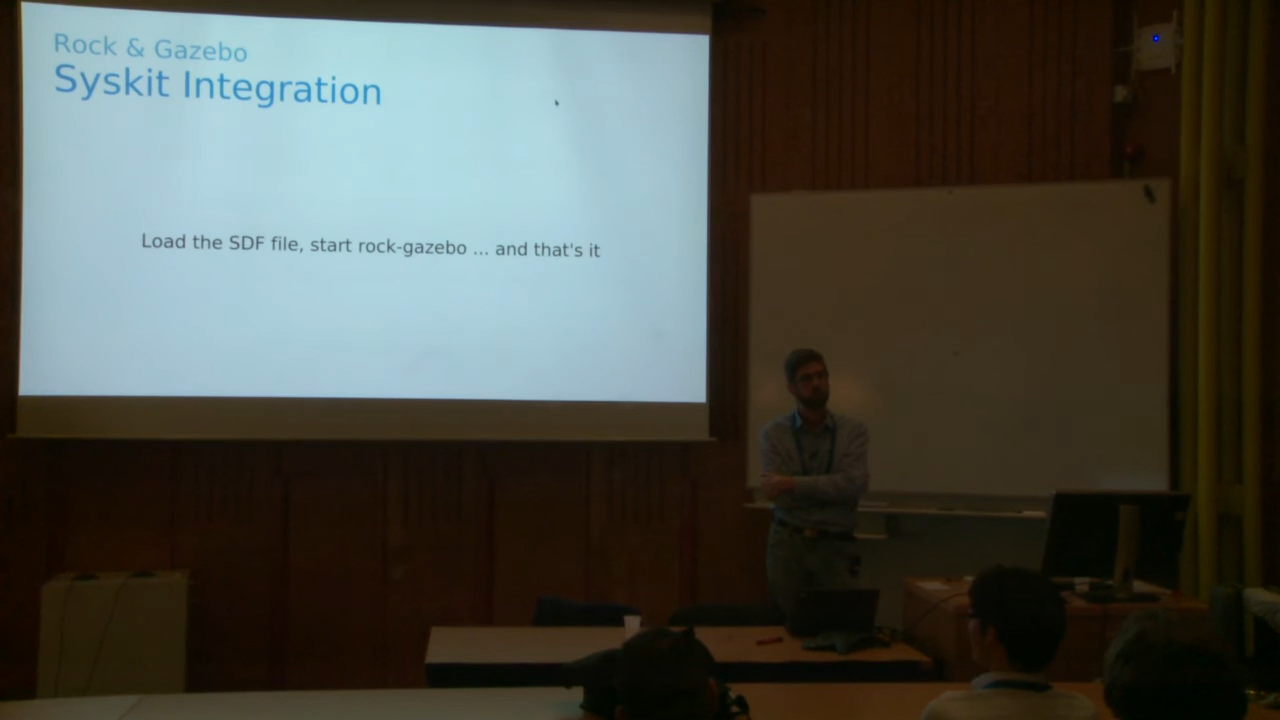 Rock & Gazebo
Syskit Integration
Load the SDF file, start rock-gazebo ... and that's it